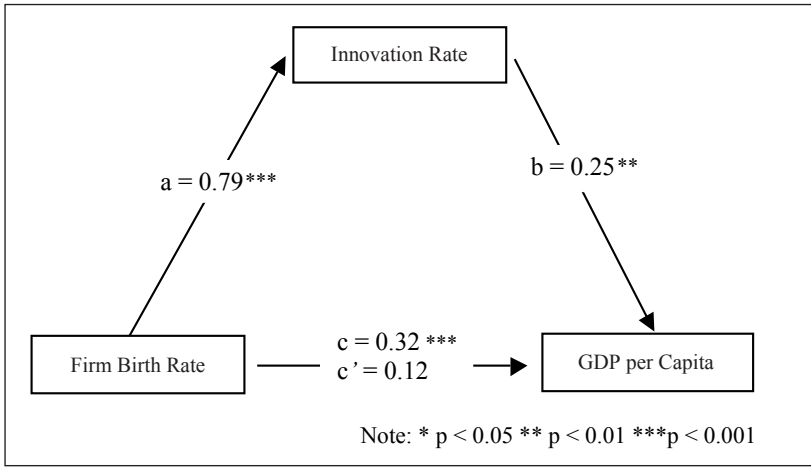 Innovation Rate
a = 0.79***
b = 0.25**
Firm Birth Rate
c = 0.32 ***
c’ = 0.12
GDP per Capita
Note: * p < 0.05 ** p < 0.01 ***p < 0.001